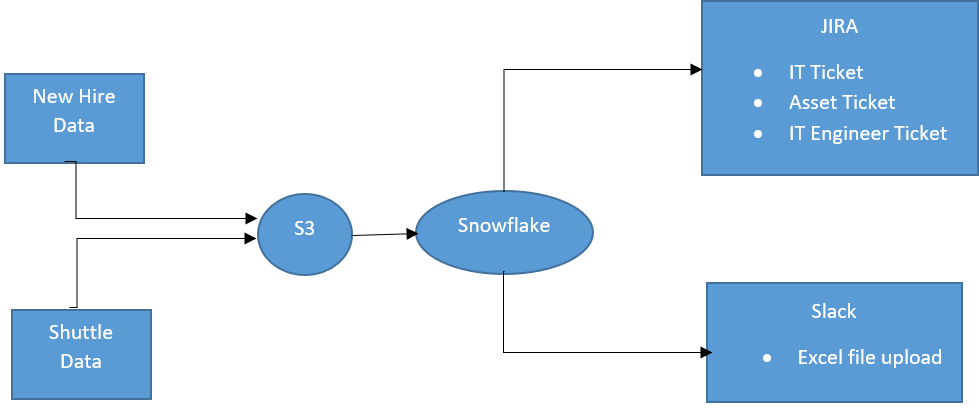 New Hire
Data
Shuttle
Data
S3
Snowflake
JIRA
• IT Ticket
• Asset Ticket
• IT Engineer Ticket
Slack
• Excel file upload